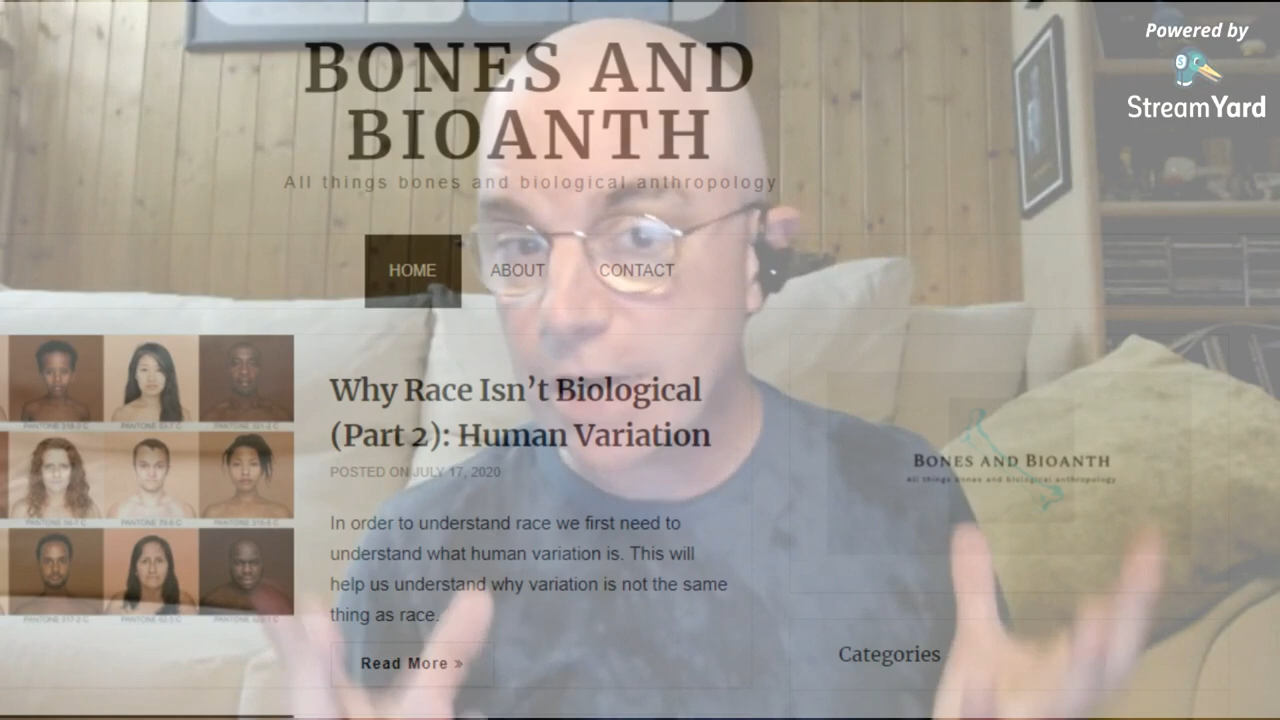 Powered by
StreamYard
BONES AND
BIOANTH
All things bones and biological anthropology
HOME
ABOUT
CONTACT
Why Race Isn't Biological
(Part 2): Human Variation
POSTED ON JULY 17, 2020
In order to understand race we first need to
understand what human variation is. This will
help us understand why variation is not the same
thing as race.
Read More »
BONES AND BIOANTH
All things bones and biological anthropology
Categories